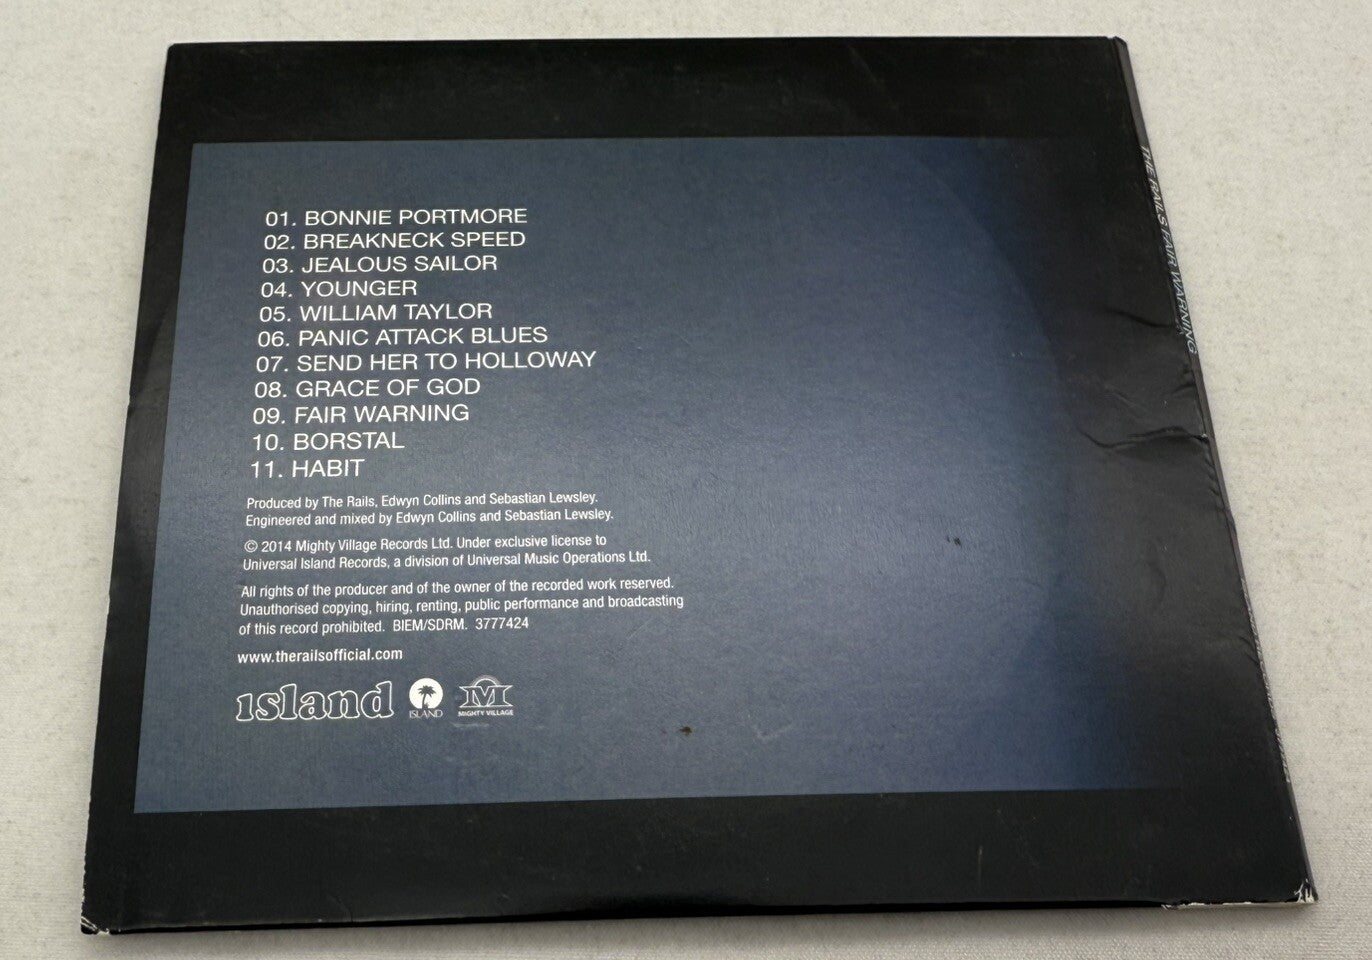 01. BONNIE PORTMORE
02. BREAKNECK SPEED
03. JEALOUS SAILOR
04. YOUNGER
05. WILLIAM TAYLOR
06. PANIC ATTACK BLUES
07. SEND HER TO HOLLOWAY
08. GRACE OF GOD
09. FAIR WARNING
10. BORSTAL
11. HABIT
Produced by The Rails, Edwyn Collins and Sebastian Lewsley.
Engineered and mixed by Edwyn Collins and Sebastian Lewsley.
© 2014 Mighty Village Records Ltd. Under exclusive license to
Universal Island Records, a division of Universal Music Operations Ltd.
All rights of the producer and of the owner of the recorded work reserved.
Unauthorised copying, hiring, renting, public performance and broadcasting
of this record prohibited. BIEM/SDRM. 3777424
www.therailsofficial.com
island
ISLAND
MV
MIGHTY VILLAGE
THE RAILS FAIR WARNING